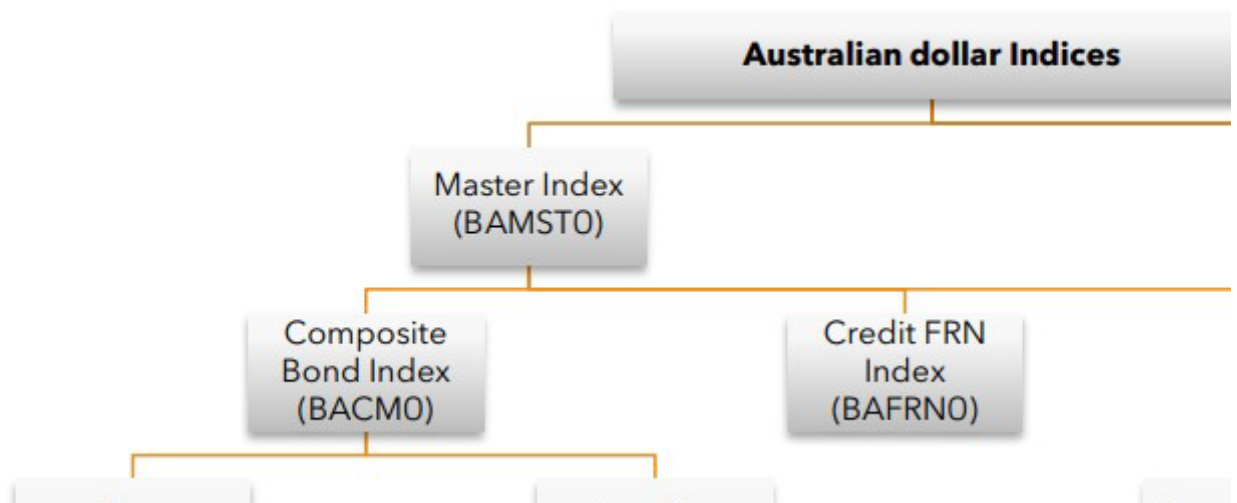 Australian dollar Indices
Master Index
(BAMST0)
Composite
Bond Index
(BACM0)
Credit FRN
Index
(BAFRN0)